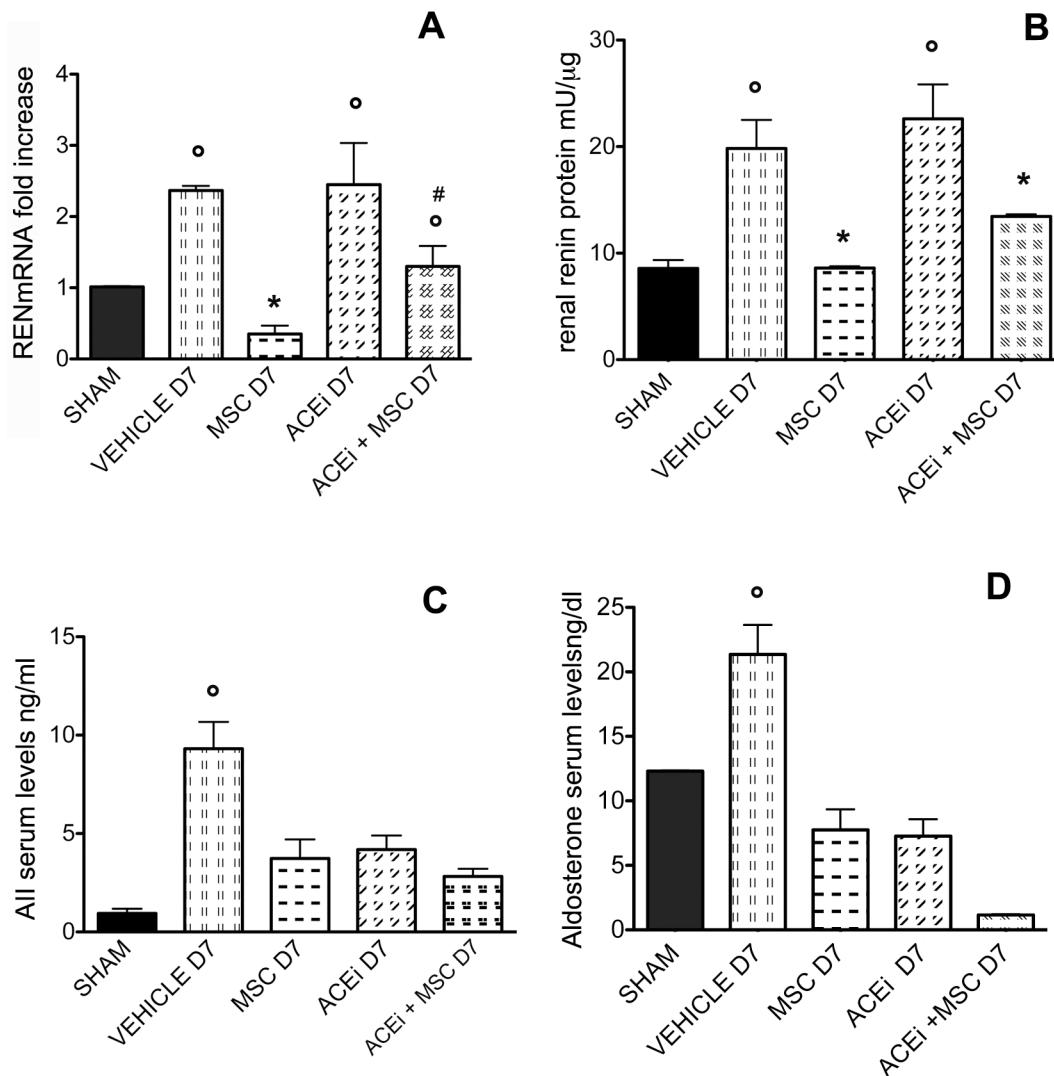 A
RENmRNA fold increase
4
3
2
1
0
°
*
°
#
°
SHAM
VEHICLE D7
MSC D7
ACEi D7
ACEi + MSC D7
B
renal renin protein mU/μg
30
20
10
0
°
*
°
*
SHAM
VEHICLE D7
MSC D7
ACEi D7
ACEi + MSC D7
C
AII serum levels ng/ml
15
10
5
0
°
SHAM
VEHICLE D7
MSC D7
ACEi D7
ACEi + MSC D7
D
Aldosterone serum levelsng/dl
25
20
15
10
5
0
°
SHAM
VEHICLE D7
MSC D7
ACEi D7
ACEi +MSC D7